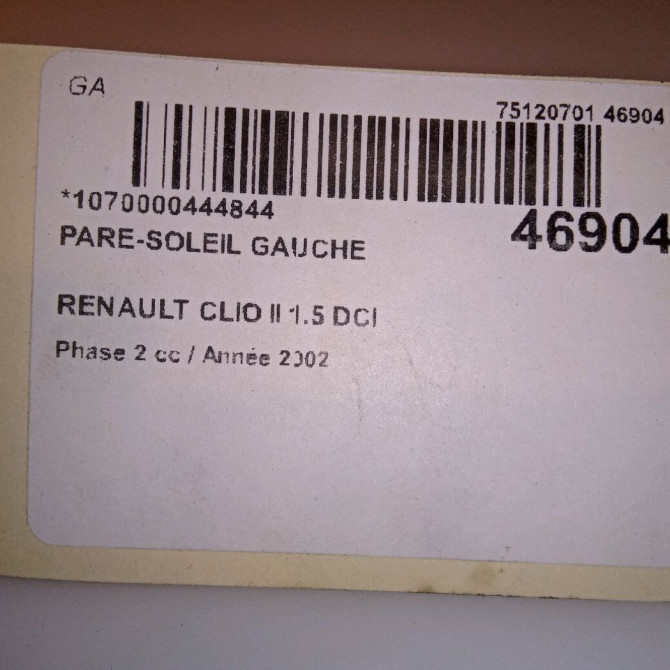 GA
75120701 46904
*1070000444844
46904
PARE-SOLEIL GAUCHE
RENAULT CLIO II 1.5 DCI
Phase 2 cc / Année 2002